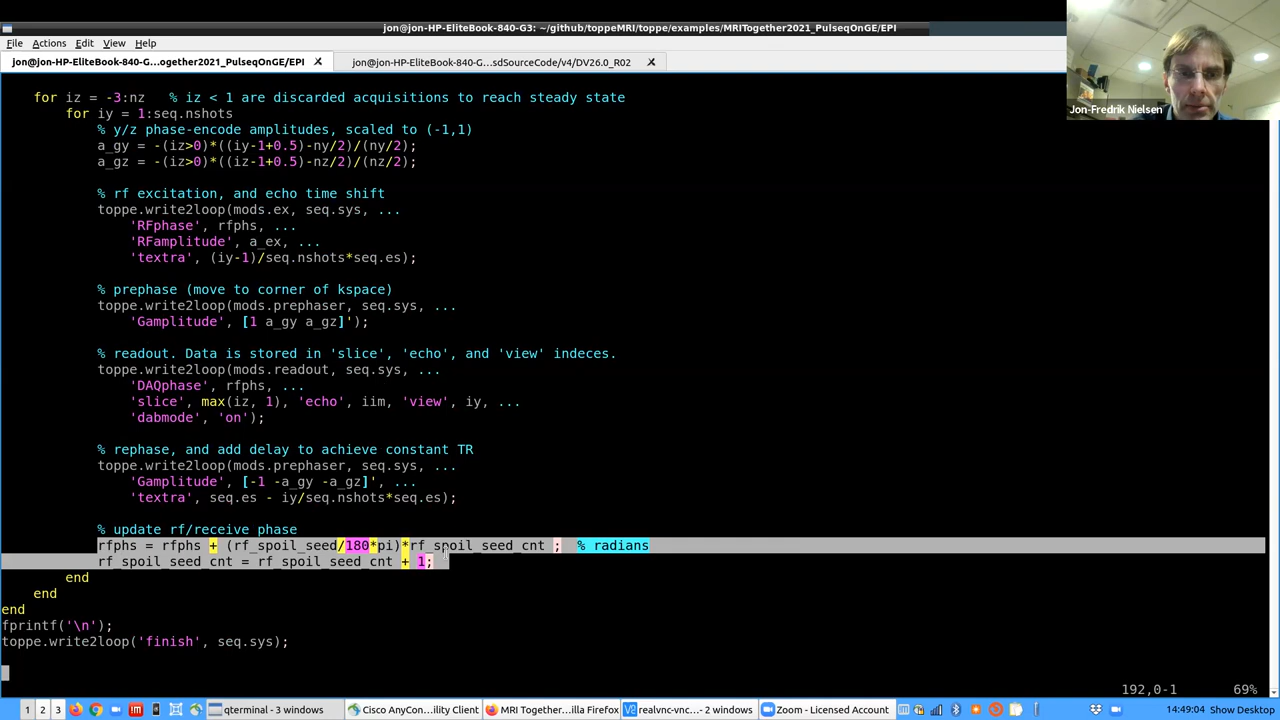 jon@jon-HP-EliteBook-840-G3: ~/github/toppeMRI/toppe/examples/MRITogether2021_PulseqOnGE/EPI
File Actions Edit View Help
jon@jon-HP-EliteBook-840-G...ogether2021_PulseqOnGE/EPI
jon@jon-HP-EliteBook-840-G...sdSourceCode/v4/DV26.0_R02
Jon-Fredrik Nielsen
for iz = -3:nz % iz < 1 are discarded acquisitions to reach steady state
for iy = 1:seq.nshots
% y/z phase-encode amplitudes, scaled to (-1,1)
a_gy = -(iz>0)*((iy-1+0.5)-ny/2)/(ny/2);
a_gz = -(iz>0)*((iz-1+0.5)-nz/2)/(nz/2);
% rf excitation, and echo time shift
toppe.write2loop(mods.ex, seq.sys, ...
'RFphase', rfphs, ...
'RFamplitude', a_ex, ...
'textra', (iy-1)/seq.nshots*seq.es);
% prephase (move to corner of kspace)
toppe.write2loop(mods.prephaser, seq.sys, ...
'Gamplitude', [1 a_gy a_gz]');
% readout. Data is stored in 'slice', 'echo', and 'view' indeces.
toppe.write2loop(mods.readout, seq.sys, ...
'DAQphase', rfphs, ...
'slice', max(iz, 1), 'echo', iim, 'view', iy, ...
'dabmode', 'on');
% rephase, and add delay to achieve constant TR
toppe.write2loop(mods.prephaser, seq.sys, ...
'Gamplitude', [-1 -a_gy -a_gz]', ...
'textra', seq.es - iy/seq.nshots*seq.es);
% update rf/receive phase
rfphs = rfphs + (rf_spoil_seed/180*pi)*rf_spoil_seed_cnt ; % radians
rf_spoil_seed_cnt = rf_spoil_seed_cnt + 1;
end
end
end
fprintf('\n');
toppe.write2loop('finish', seq.sys);
192,0-1 69%
1 2 3 qterminal - 3 windows Cisco AnyCon...ility Client MRI Together...illa Firefox realvnc-vnc... - 2 windows Zoom - Licensed Account 14:49:04 Show Desktop